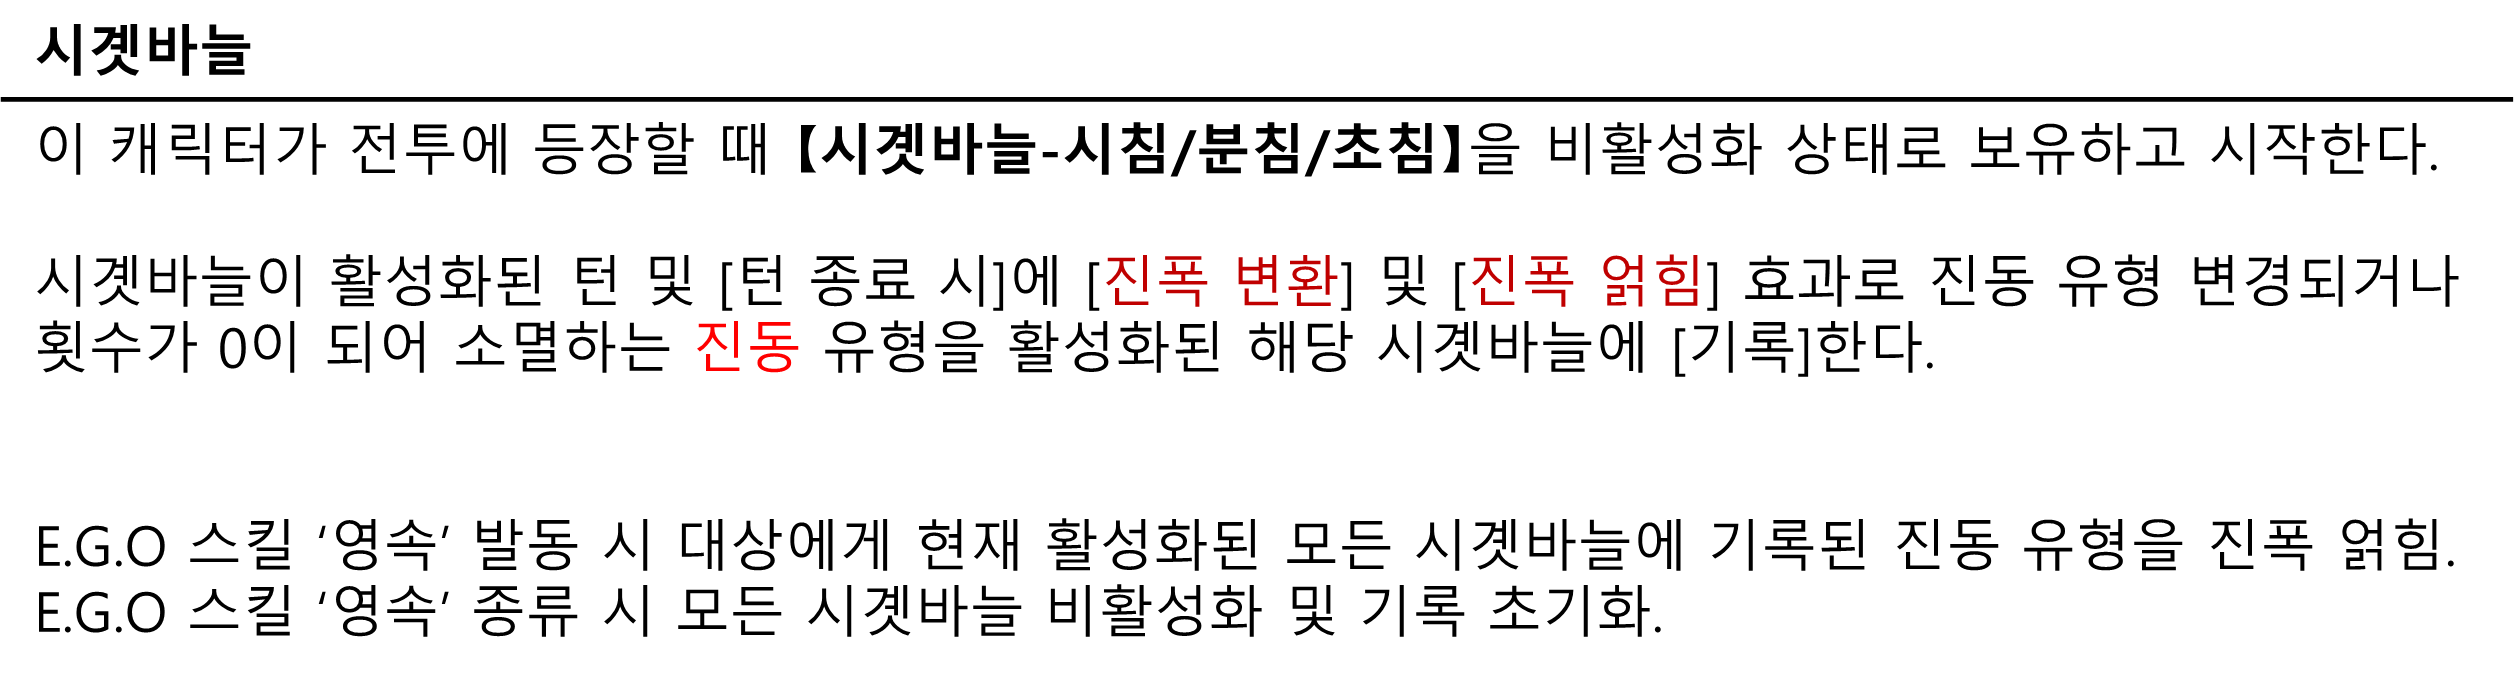 시곗바늘
이 캐릭터가 전투에 등장할 때 【시곗바늘-시침/분침/초침】을 비활성화 상태로 보유하고 시작한다.
시곗바늘이 활성화된 턴 및 [턴 종료 시]에 [진폭 변환] 및 [진폭 얽힘] 효과로 진동 유형 변경되거나
횟수가 0이 되어 소멸하는 진동 유형을 활성화된 해당 시곗바늘에 [기록]한다.
E.G.O 스킬 ‘영속’ 발동 시 대상에게 현재 활성화된 모든 시곗바늘에 기록된 진동 유형을 진폭 얽힘.
E.G.O 스킬 ‘영속’ 종류 시 모든 시곗바늘 비활성화 및 기록 초기화.